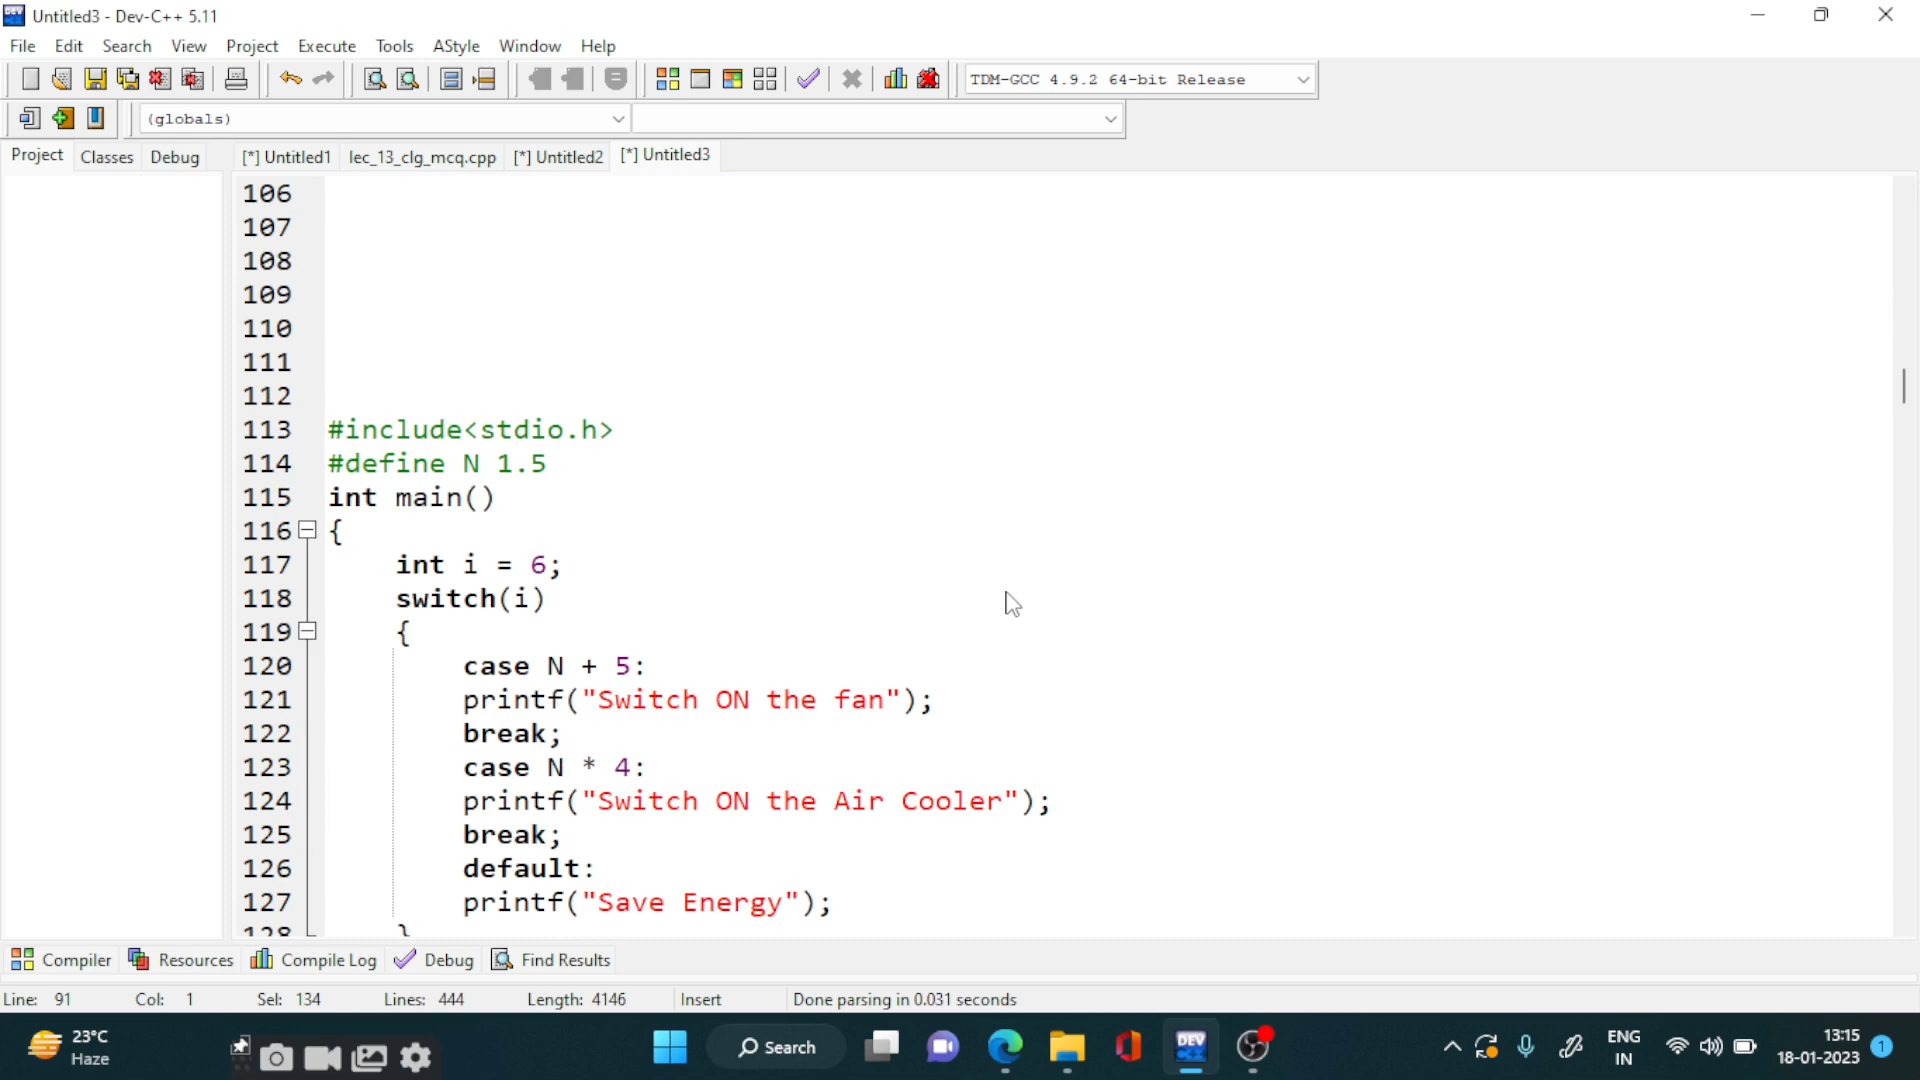 Untitled3 - Dev-C++ 5.11
File Edit Search View Project Execute Tools AStyle Window Help
TDM-GCC 4.9.2 64-bit Release
(globals)
Project Classes Debug [*] Untitled1 lec_13_clg_mcq.cpp [*] Untitled2 [*] Untitled3
106
107
108
109
110
111
112
113 #include<stdio.h>
114 #define N 1.5
115 int main()
116 {
117 int i = 6;
118 switch(i)
119 {
120 case N + 5:
121 printf("Switch ON the fan");
122 break;
123 case N * 4:
124 printf("Switch ON the Air Cooler");
125 break;
126 default:
127 printf("Save Energy");
128 }
Compiler Resources Compile Log Debug Find Results
Line: 91 Col: 1 Sel: 134 Lines: 444 Length: 4146 Insert Done parsing in 0.031 seconds
23°C
Haze
Search
DEV
ENG
IN
13:15
18-01-2023
1